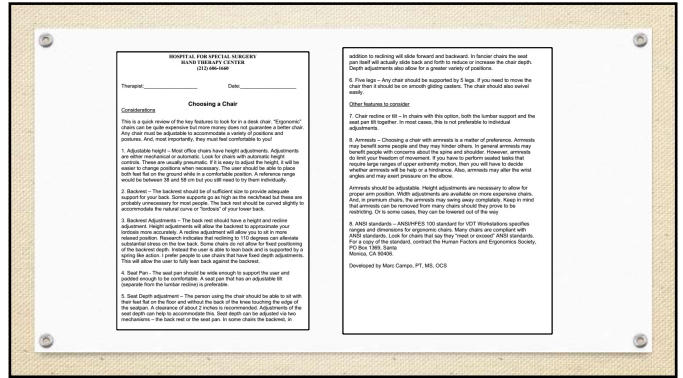 HOSPITAL FOR SPECIAL SURGERY
HAND THERAPY CENTER
(212) 606-1660
Therapist:____________________ Date:____________________
Choosing a Chair
Considerations
This is a quick review of the key features to look for in a desk chair. "Ergonomic"
chairs can be quite expensive but more money does not guarantee a better chair.
Any chair must be adjustable to accommodate a variety of positions and
postures. And, most importantly, they must feel comfortable to you!
1. Adjustable height – Most office chairs have height adjustments. Adjustments
are either mechanical or automatic. Look for chairs with automatic height
controls. These are usually pneumatic. If it is easy to adjust the height, it will be
easier to change positions when necessary. The user should be able to place
both feet flat on the ground while in a comfortable position. A reference range
would be between 38 and 58 cm but you still need to try them individually.
2. Backrest – The backrest should be of sufficient size to provide adequate
support for your back. Some supports go as high as the neck/head but these are
probably unnecessary for most people. The back rest should be curved slightly to
accommodate the natural curve or "lordosis" of your lower back.
3. Backrest Adjustments – The back rest should have a height and recline
adjustment. Height adjustments will allow the backrest to approximate your
lordosis more accurately. A recline adjustment will allow you to sit in more
relaxed position. Research indicates that reclining to 110 degrees can alleviate
substantial stress on the low back. Some chairs do not allow for fixed positioning
of the backrest depth. Instead the user is able to lean back and is supported by a
spring like action. I prefer people to use chairs that have fixed depth adjustments.
This will allow the user to fully lean back against the backrest.
4. Seat Pan - The seat pan should be wide enough to support the user and
padded enough to be comfortable. A seat pan that has an adjustable tilt
(separate from the lumbar recline) is preferable.
5. Seat Depth adjustment – The person using the chair should be able to sit with
their feet flat on the floor and without the back of the knee touching the edge of
the seatpan. A clearance of about 2 inches is recommended. Adjustments of the
seat depth can help to accommodate this. Seat depth can be adjusted via two
mechanisms – the back rest or the seat pan. In some chairs the backrest, in
addition to reclining will slide forward and backward. In fancier chairs the seat
pan itself will actually slide back and forth to reduce or increase the chair depth.
Depth adjustments also allow for a greater variety of positions.
6. Five legs – Any chair should be supported by 5 legs. If you need to move the
chair then it should be on smooth gliding casters. The chair should also swivel
easily.
Other features to consider
7. Chair recline or tilt – In chairs with this option, both the lumbar support and the
seat pan tilt together. In most cases, this is not preferable to individual
adjustments.
8. Armrests – Choosing a chair with armrests is a matter of preference. Armrests
may benefit some people and they may hinder others. In general armrests may
benefit people with concerns about the spine and shoulder. However, armrests
do limit your freedom of movement. If you have to perform seated tasks that
require large ranges of upper extremity motion, then you will have to decide
whether armrests will be help or a hindrance. Also, armrests may alter the wrist
angles and may exert pressure on the elbow.
Armrests should be adjustable. Height adjustments are necessary to allow for
proper arm position. Width adjustments are available on more expensive chairs.
And, in premium chairs, the armrests may swing away completely. Keep in mind
that armrests can be removed from many chairs should they prove to be
restricting. Or is some cases, they can be lowered out of the way
8. ANSI standards – ANSI/HFES 100 standard for VDT Workstations specifies
ranges and dimensions for ergonomic chairs. Many chairs are compliant with
ANSI standards. Look for chairs that say they "meet or exceed" ANSI standards.
For a copy of the standard, contract the Human Factors and Ergonomics Society,
PO Box 1369, Santa
Monica, CA 90406.
Developed by Marc Campo, PT, MS, OCS